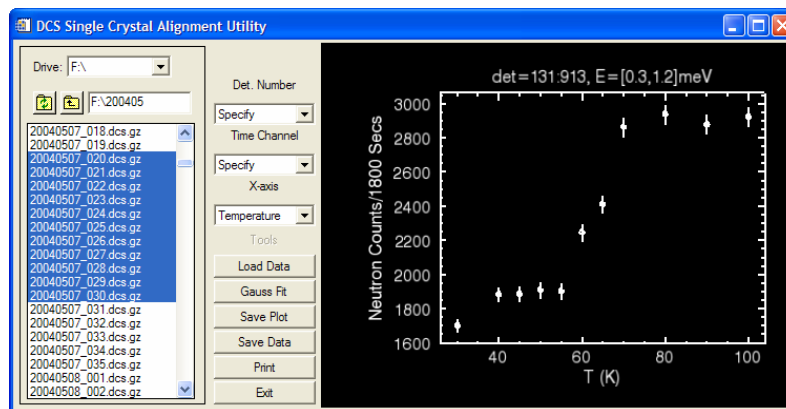 DCS Single Crystal Alignment Utility
Drive: F:\
F:\200405
20040507_018.dcs.gz
20040507_019.dcs.gz
20040507_020.dcs.gz
20040507_021.dcs.gz
20040507_022.dcs.gz
20040507_023.dcs.gz
20040507_024.dcs.gz
20040507_025.dcs.gz
20040507_026.dcs.gz
20040507_027.dcs.gz
20040507_028.dcs.gz
20040507_029.dcs.gz
20040507_030.dcs.gz
20040507_031.dcs.gz
20040507_032.dcs.gz
20040507_033.dcs.gz
20040507_034.dcs.gz
20040507_035.dcs.gz
20040508_001.dcs.gz
20040508_002.dcs.gz
Det. Number
Specify
Time Channel
Specify
X-axis
Temperature
Tools
Load Data
Gauss Fit
Save Plot
Save Data
Print
Exit
det=131:913, E=[0.3,1.2]meV
Neutron Counts/1800 Secs
3000
2800
2600
2400
2200
2000
1800
1600
40 60 80 100
T (K)